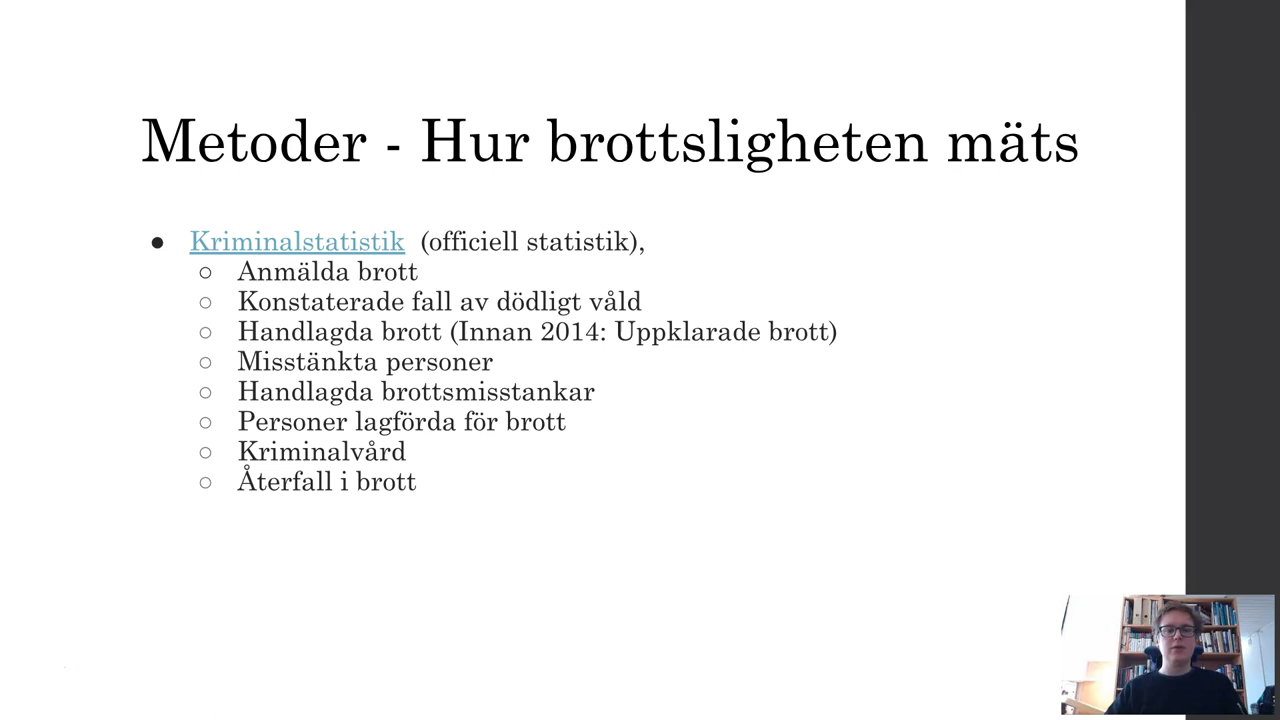 Metoder - Hur brottsligheten mäts
● Kriminalstatistik (officiell statistik),
○ Anmälda brott
○ Konstaterade fall av dödligt våld
○ Handlagda brott (Innan 2014: Uppklarade brott)
○ Misstänkta personer
○ Handlagda brottsmisstankar
○ Personer lagförda för brott
○ Kriminalvård
○ Återfall i brott